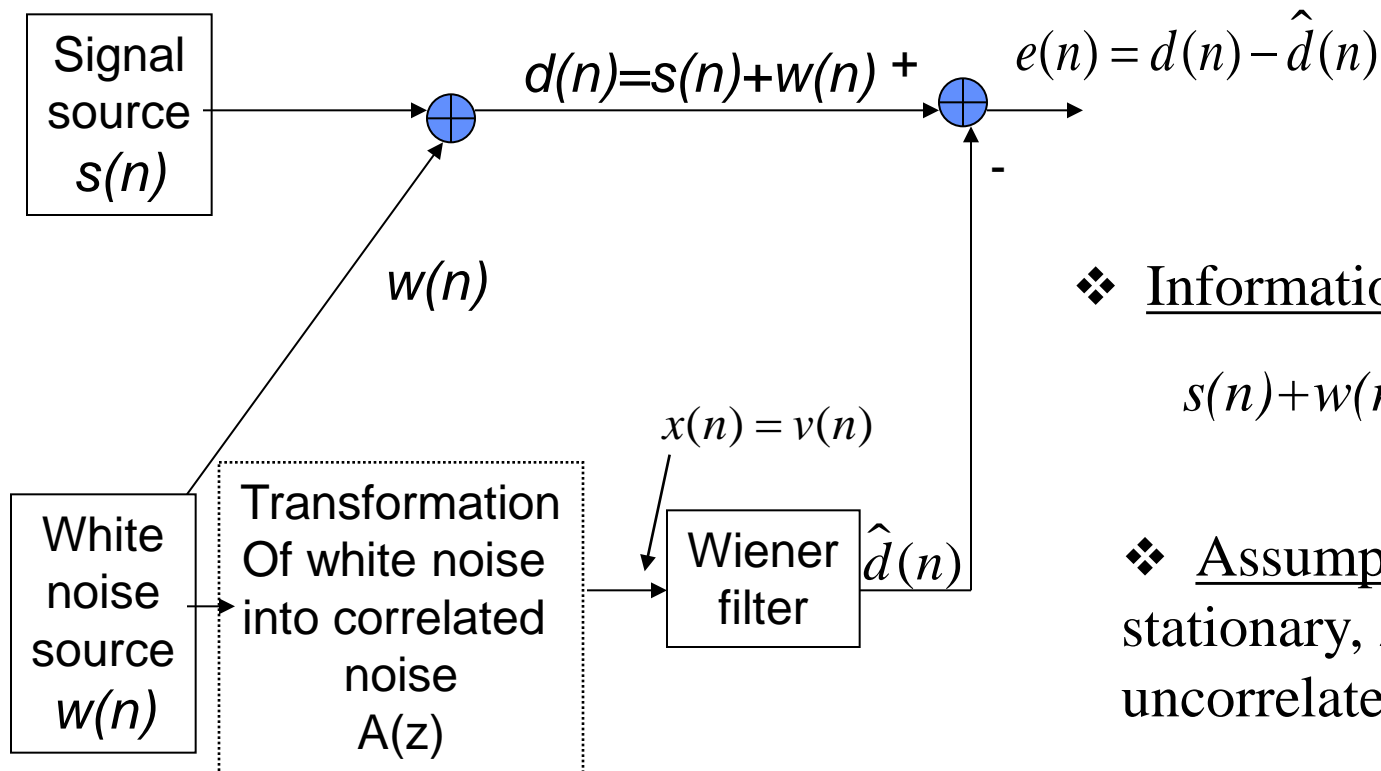 Signal
source
s(n)
d(n)=s(n)+w(n) +
e(n) = d(n) − d̂(n)
-
w(n)
❖ Informatio
s(n)+w(n
x(n) = v(n)
White
noise
source
w(n)
Transformation
Of white noise
into correlated
noise
A(z)
Wiener
filter
d̂(n)
❖ Assump
stationary,
uncorrelate